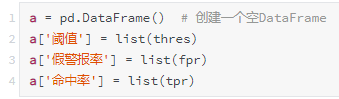 1 a = pd.DataFrame()  # 创建一个空DataFrame
2 a['阈值'] = list(thres)
3 a['假警报率'] = list(fpr)
4 a['命中率'] = list(tpr)